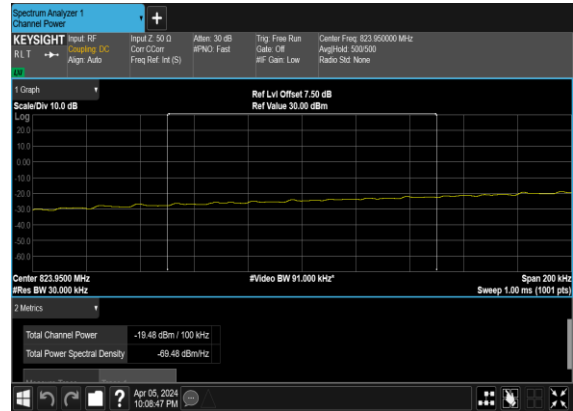 Spectrum Analyzer 1
Channel Power
+
KEYSIGHT Input: RF Input Z: 50 Ω Atten: 30 dB Trig: Free Run Center Freq: 823.950000 MHz
RLT Coupling: DC Corr CCorr #PNO: Fast Gate: Off Avg|Hold: 500/500
Align: Auto Freq Ref: Int (S) #IF Gain: Low Radio Std: None
LW
1 Graph
Ref Lvl Offset 7.50 dB
Scale/Div 10.0 dB Ref Value 30.00 dBm
Log
20.0
10.0
0.00
-10.0
-20.0
-30.0
-40.0
-50.0
-60.0
Center 823.9500 MHz #Video BW 91.000 kHz* Span 200 kHz
#Res BW 30.000 kHz Sweep 1.00 ms (1001 pts)
2 Metrics
Total Channel Power -19.48 dBm / 100 kHz
Total Power Spectral Density -69.48 dBm/Hz
? Apr 05, 2024
10:08:47 PM